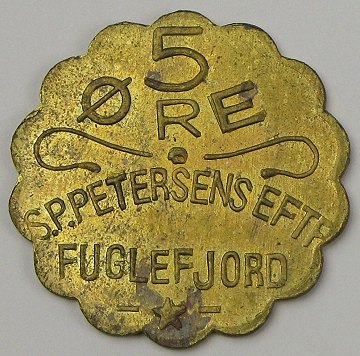 5
ØRE
S.P.PETERSENS EFTF
FUGLEFJORD